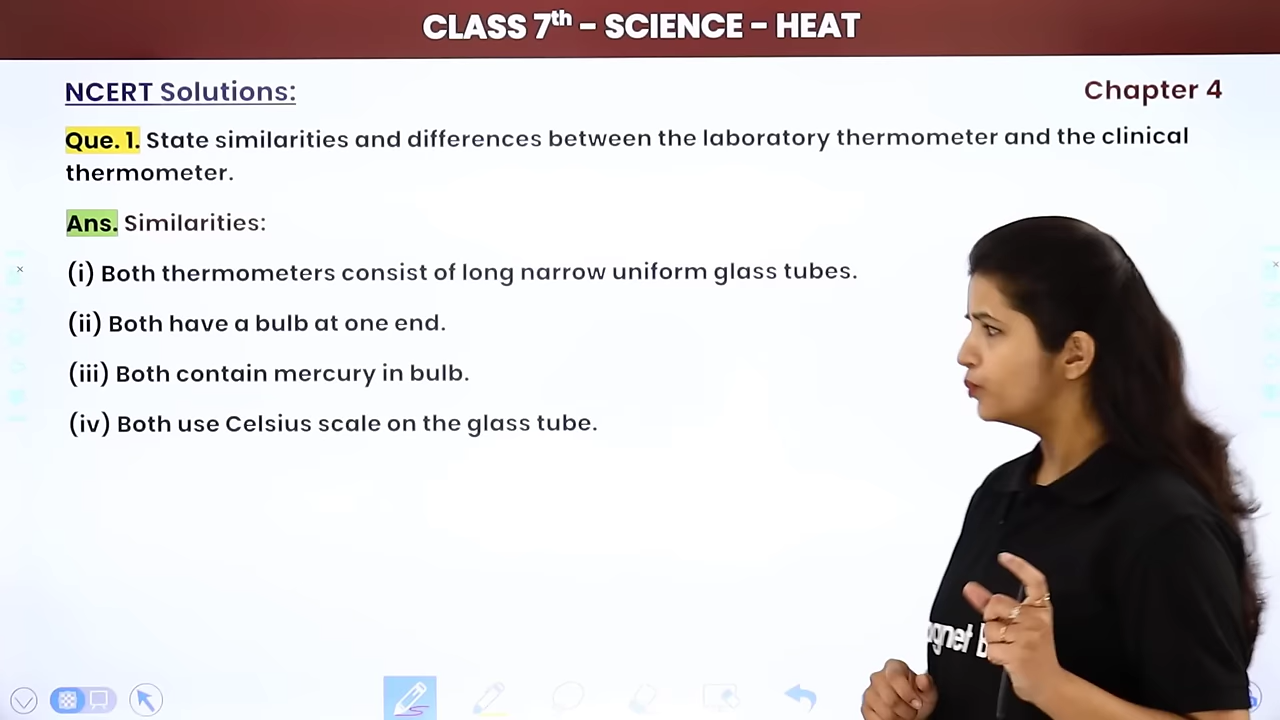 CLASS 7th – SCIENCE – HEAT
NCERT Solutions:
Chapter 4
Que. 1. State similarities and differences between the laboratory thermometer and the clinical
thermometer.
Ans. Similarities:
(i) Both thermometers consist of long narrow uniform glass tubes.
(ii) Both have a bulb at one end.
(iii) Both contain mercury in bulb.
(iv) Both use Celsius scale on the glass tube.